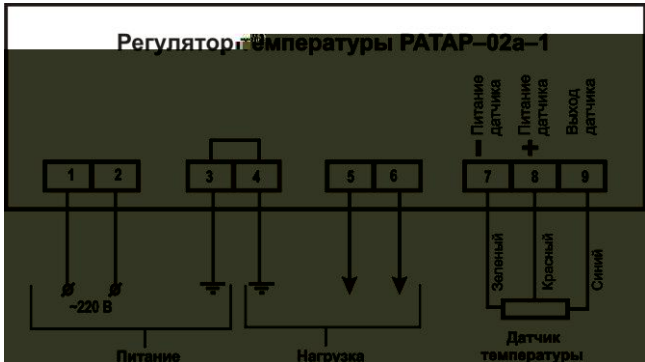 Регулятор температуры РАТАР–02а–1
– Питание датчика
+ Питание датчика
Выход датчика
1 2 3 4 5 6 7 8 9
Зеленый
Красный
Синий
~220 В
Питание
Нагрузка
Датчик
температуры